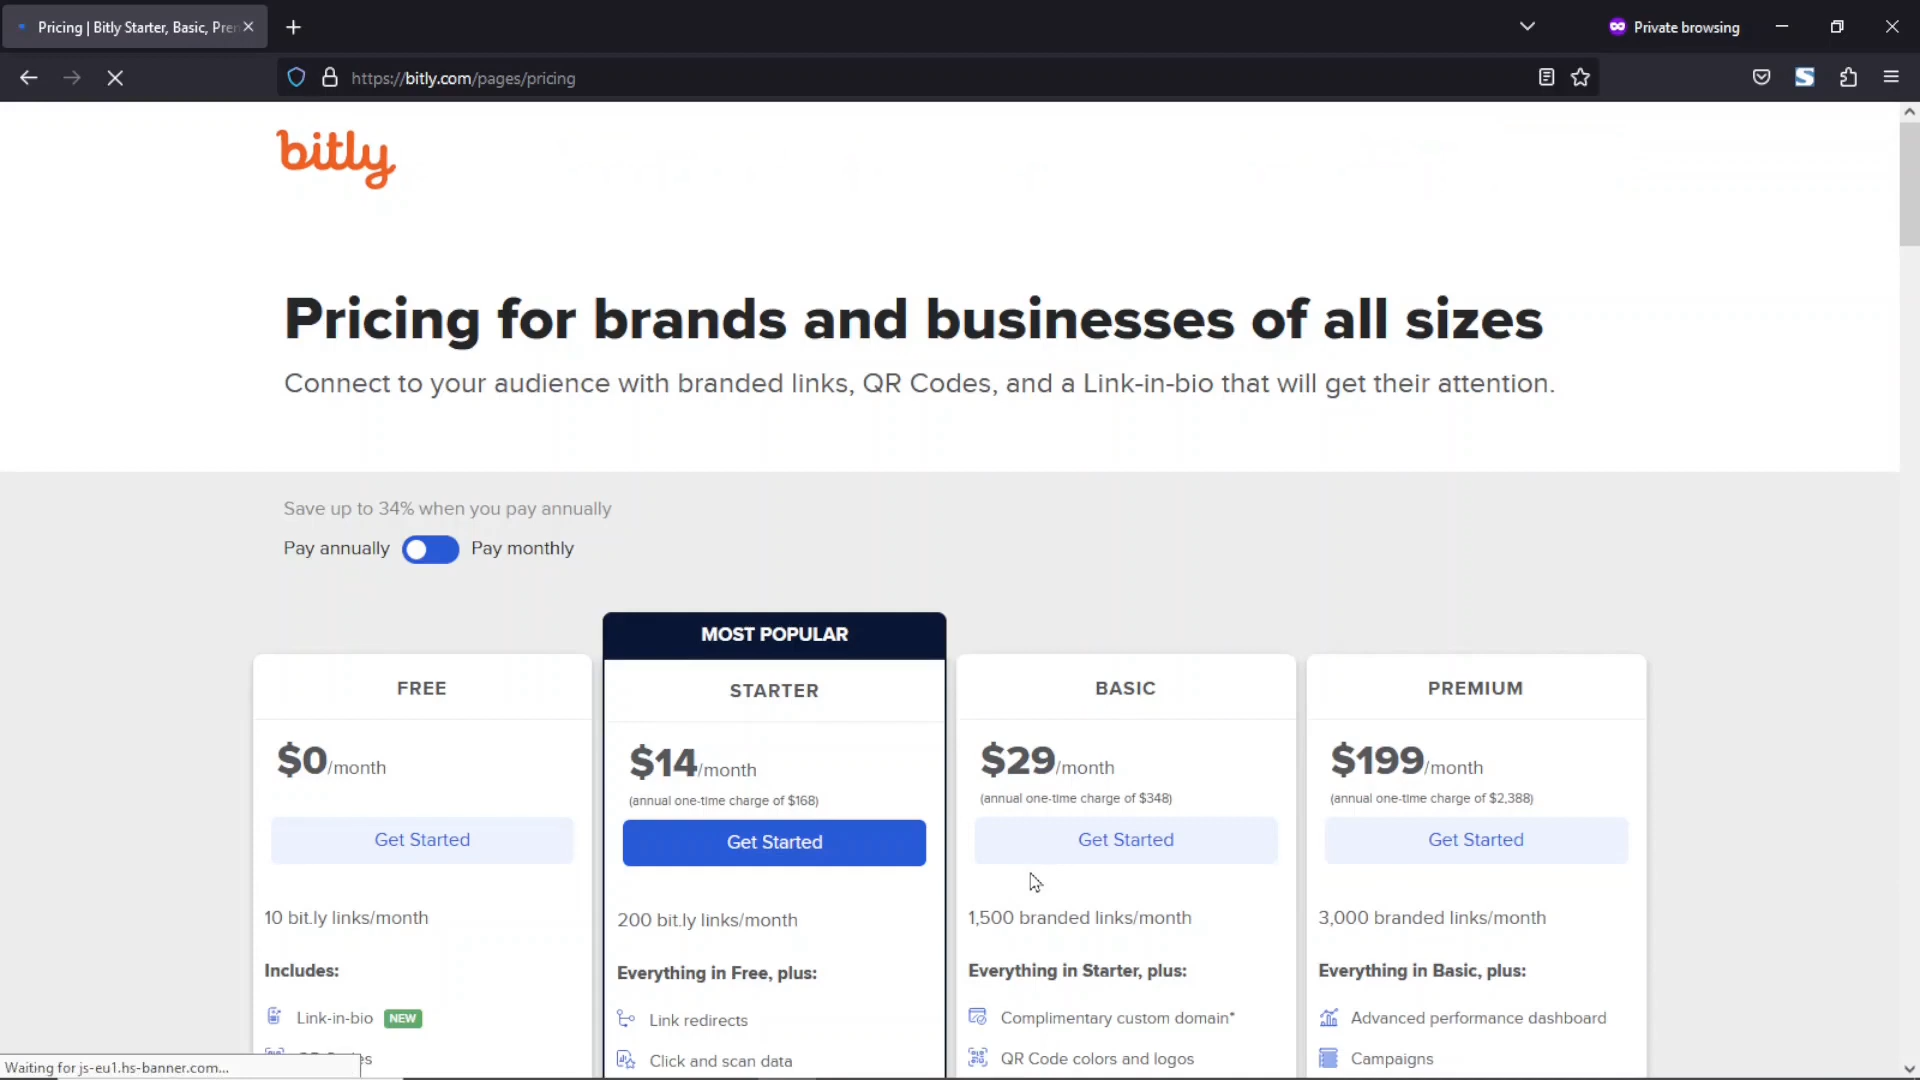 Pricing | Bitly Starter, Basic, Pre
Private browsing
https://bitly.com/pages/pricing
bitly
Pricing for brands and businesses of all sizes
Connect to your audience with branded links, QR Codes, and a Link-in-bio that will get their attention.
Save up to 34% when you pay annually
Pay annually Pay monthly
MOST POPULAR
FREE
$0/month
Get Started
10 bit.ly links/month
Includes:
Link-in-bio NEW
STARTER
$14/month
(annual one-time charge of $168)
Get Started
200 bit.ly links/month
Everything in Free, plus:
Link redirects
Click and scan data
BASIC
$29/month
(annual one-time charge of $348)
Get Started
1,500 branded links/month
Everything in Starter, plus:
Complimentary custom domain*
QR Code colors and logos
PREMIUM
$199/month
(annual one-time charge of $2,388)
Get Started
3,000 branded links/month
Everything in Basic, plus:
Advanced performance dashboard
Campaigns
Waiting for js-eu1.hs-banner.com...